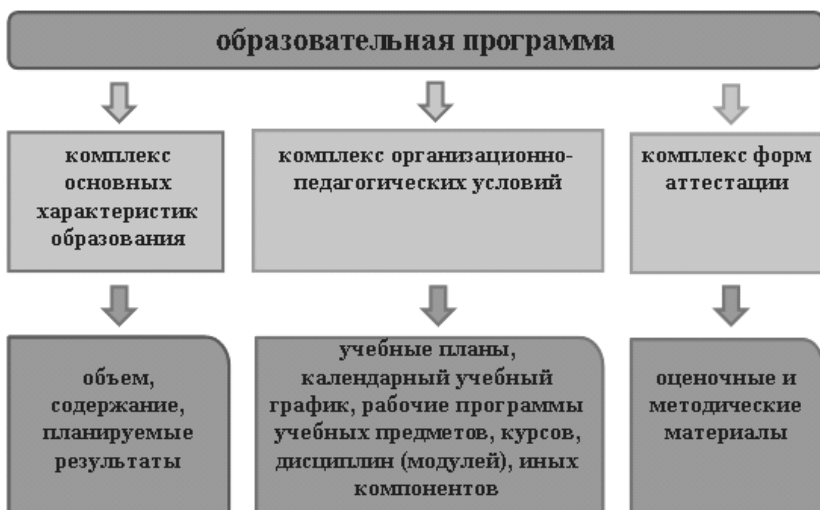 образовательная программа
комплекс
основных
характеристик
образования
комплекс организационно-
педагогических условий
комплекс форм
аттестации
объем,
содержание,
планируемые
результаты
учебные планы,
календарный учебный
график, рабочие программы
учебных предметов, курсов,
дисциплин (модулей), иных
компонентов
оценочные и
методические
материалы